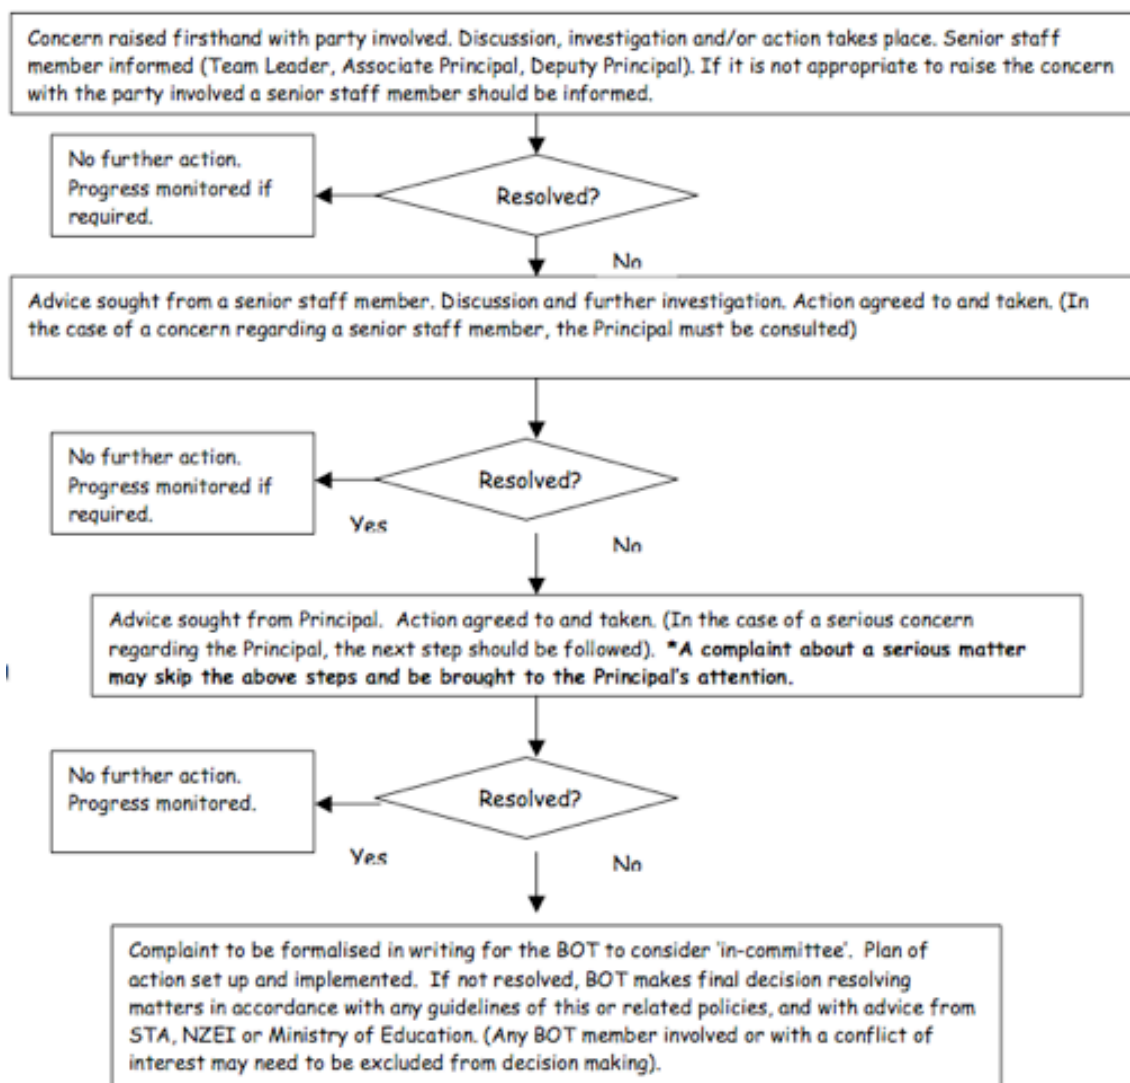 Concern raised firsthand with party involved. Discussion, investigation and/or action takes place. Senior staff
member informed (Team Leader, Associate Principal, Deputy Principal). If it is not appropriate to raise the concern
with the party involved a senior staff member should be informed.
No further action.
Progress monitored if
required.
Resolved?
No
Advice sought from a senior staff member. Discussion and further investigation. Action agreed to and taken. (In
the case of a concern regarding a senior staff member, the Principal must be consulted)
No further action.
Progress monitored if
required.
Resolved?
Yes
No
Advice sought from Principal. Action agreed to and taken. (In the case of a serious concern
regarding the Principal, the next step should be followed). *A complaint about a serious matter
may skip the above steps and be brought to the Principal's attention.
No further action.
Progress monitored.
Resolved?
Yes
No
Complaint to be formalised in writing for the BOT to consider 'in-committee'. Plan of
action set up and implemented. If not resolved, BOT makes final decision resolving
matters in accordance with any guidelines of this or related policies, and with advice from
STA, NZEI or Ministry of Education. (Any BOT member involved or with a conflict of
interest may need to be excluded from decision making).